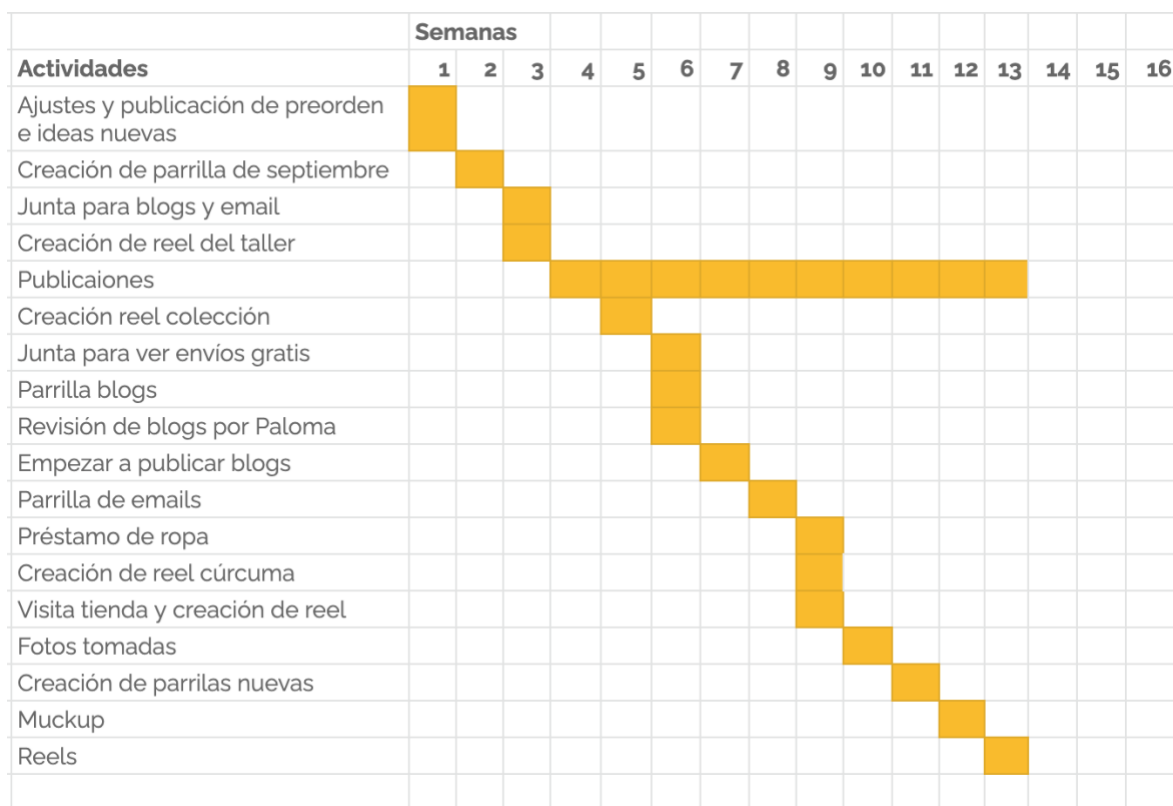 Semanas
Actividades 1 2 3 4 5 6 7 8 9 10 11 12 13 14 15 16
Ajustes y publicación de preorden
e ideas nuevas
Creación de parrilla de septiembre
Junta para blogs y email
Creación de reel del taller
Publicaiones
Creación reel colección
Junta para ver envíos gratis
Parrilla blogs
Revisión de blogs por Paloma
Empezar a publicar blogs
Parrilla de emails
Préstamo de ropa
Creación de reel cúrcuma
Visita tienda y creación de reel
Fotos tomadas
Creación de parrilas nuevas
Muckup
Reels